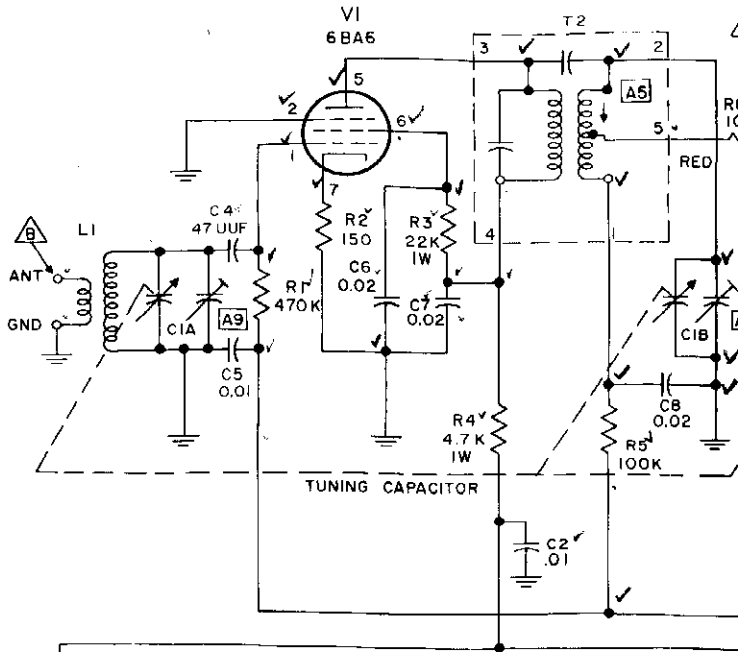 V1
6BA6
T2
3
2
5
A5
2
6
1
5
RED
7
C4
47 UUF
R2
150
R3
22K
1W
4
1
B
L1
ANT
GND
C6
0.02
C7
0.02
R1
470K
A9
C1A
C5
0.01
C1B
C8
0.02
R4
4.7K
1W
R5
100K
TUNING CAPACITOR
C2
.01